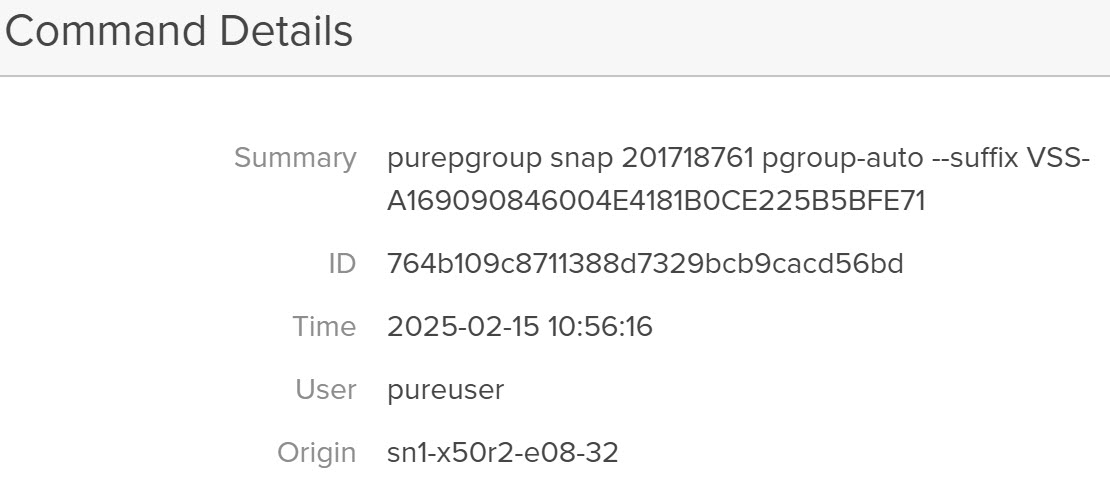 Command Details
Summary purepgroup snap 201718761 pgroup-auto --suffix VSS-
A169090846004E4181B0CE225B5BFE71
ID 764b109c8711388d7329bcb9cacd56bd
Time 2025-02-15 10:56:16
User pureuser
Origin sn1-x50r2-e08-32